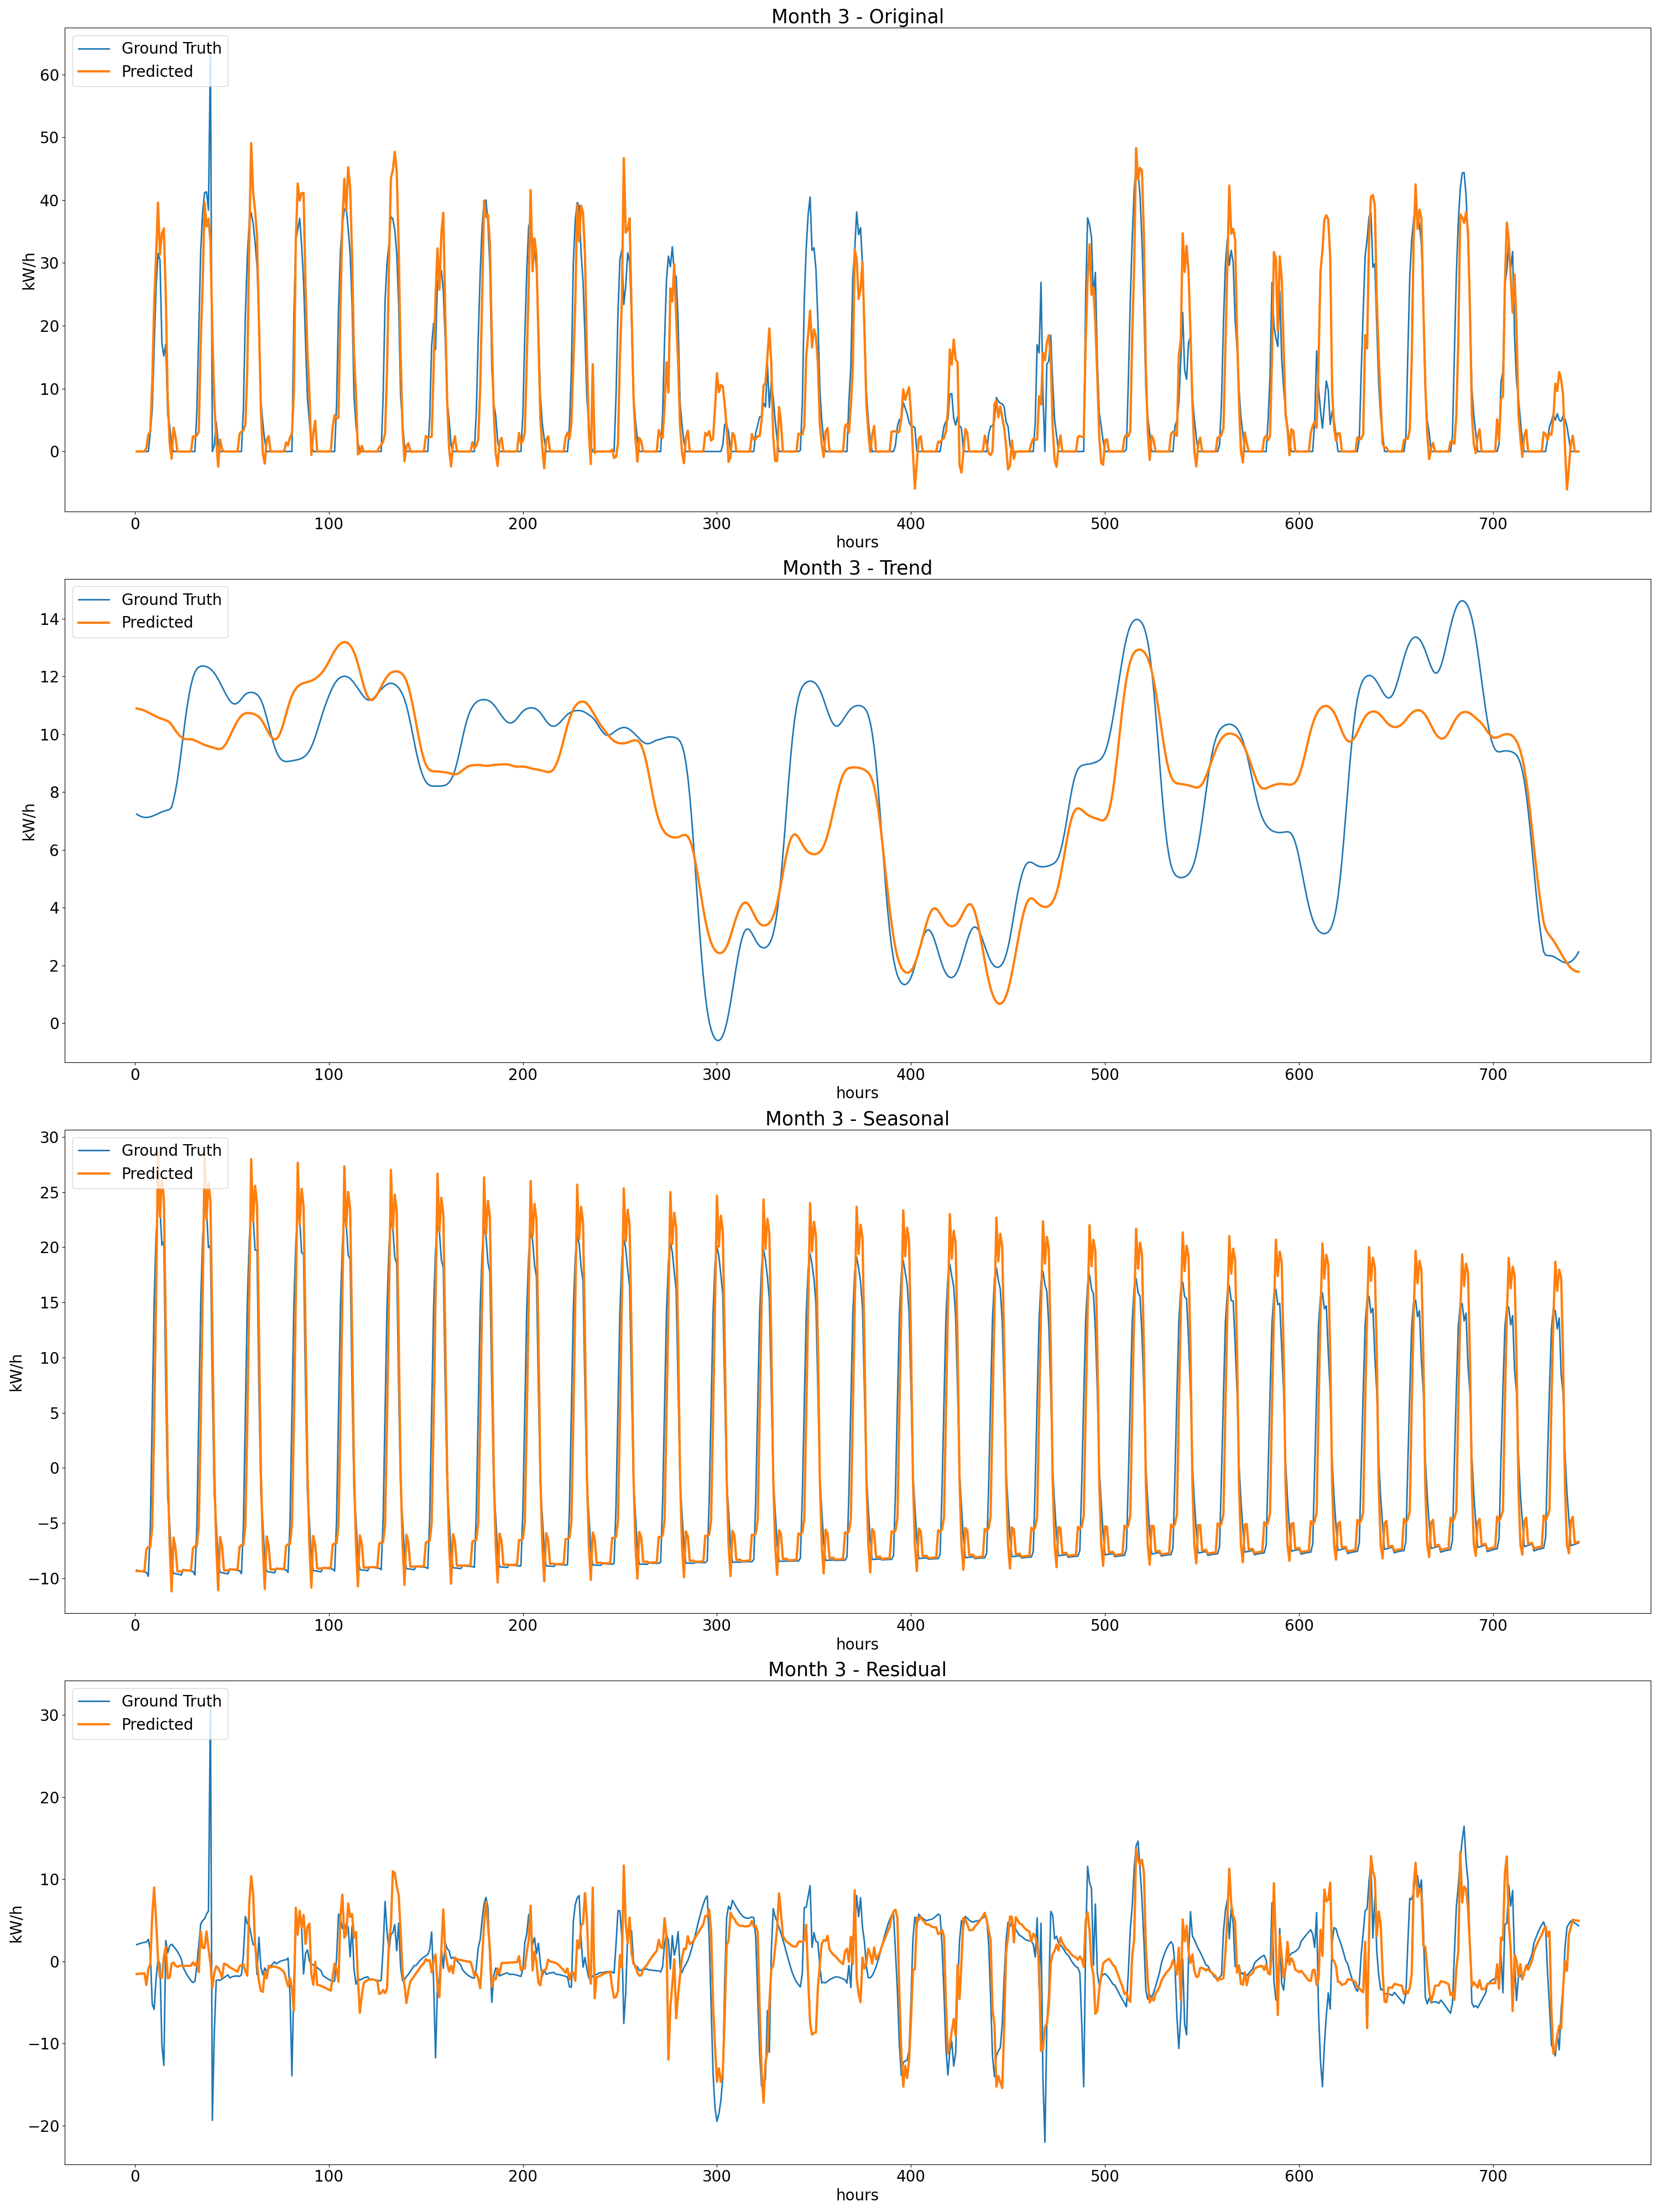 Month 3 - Original
Ground Truth
Predicted
60
50
40
30
20
10
0
kW/h
0 100 200 300 400 500 600 700
hours
Month 3 - Trend
Ground Truth
Predicted
14
12
10
8
6
4
2
0
kW/h
0 100 200 300 400 500 600 700
hours
Month 3 - Seasonal
Ground Truth
Predicted
30
25
20
15
10
5
0
−5
−10
kW/h
0 100 200 300 400 500 600 700
hours
Month 3 - Residual
Ground Truth
Predicted
30
20
10
0
−10
−20
kW/h
0 100 200 300 400 500 600 700
hours